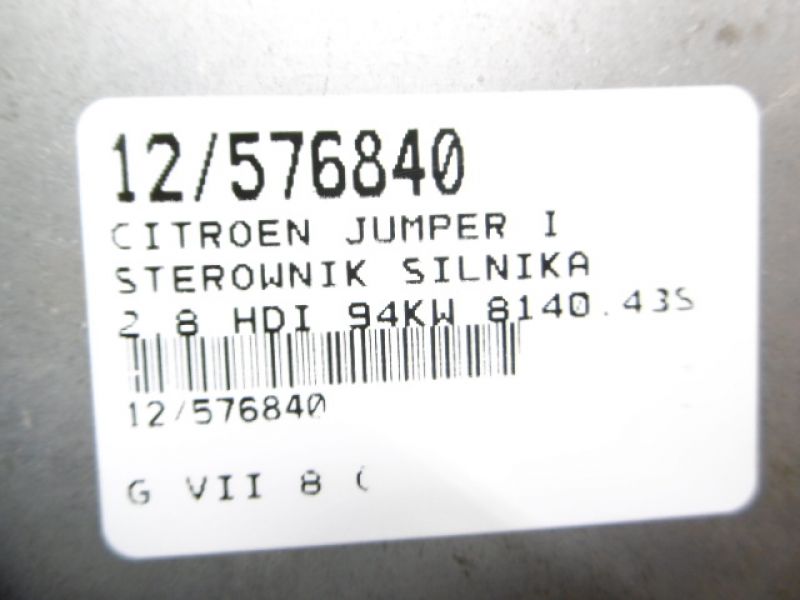 12/576840
CITROEN JUMPER I
STEROWNIK SILNIKA
2.8 HDI 94KW 8140.43S
12/576840
G VII 8 (